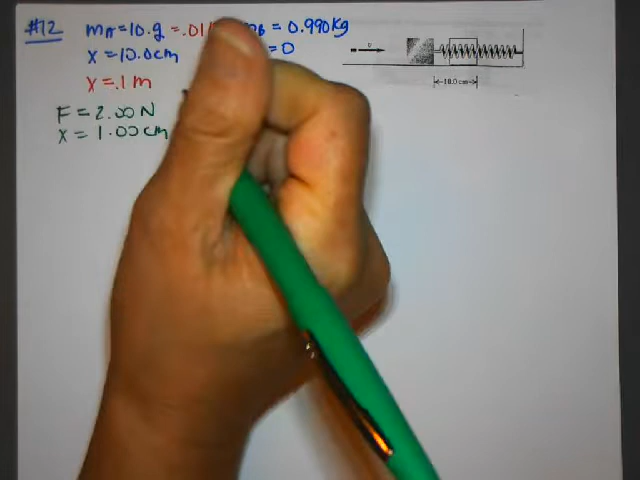 #12 mA = 10.g = .01 = 0.990 kg
x = 10.0 cm = 0
x = .1 m
F = 2.00 N
x = 1.00 cm
v
10.0 cm